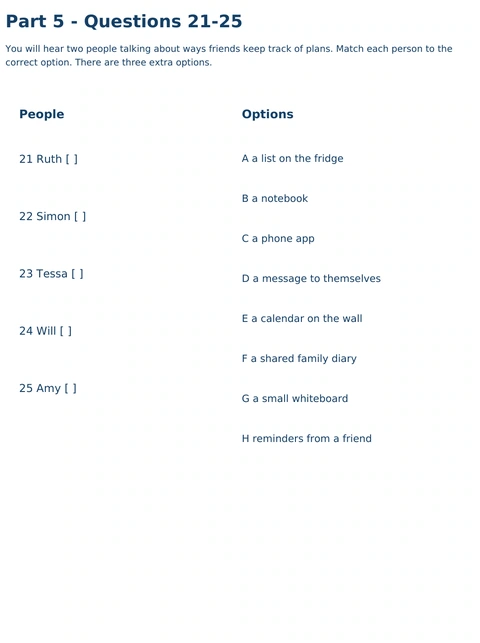 Part 5 - Questions 21-25
You will hear two people talking about ways friends keep track of plans. Match each person to the
correct option. There are three extra options.
People
21 Ruth [ ]
22 Simon [ ]
23 Tessa [ ]
24 Will [ ]
25 Amy [ ]
Options
A a list on the fridge
B a notebook
C a phone app
D a message to themselves
E a calendar on the wall
F a shared family diary
G a small whiteboard
H reminders from a friend